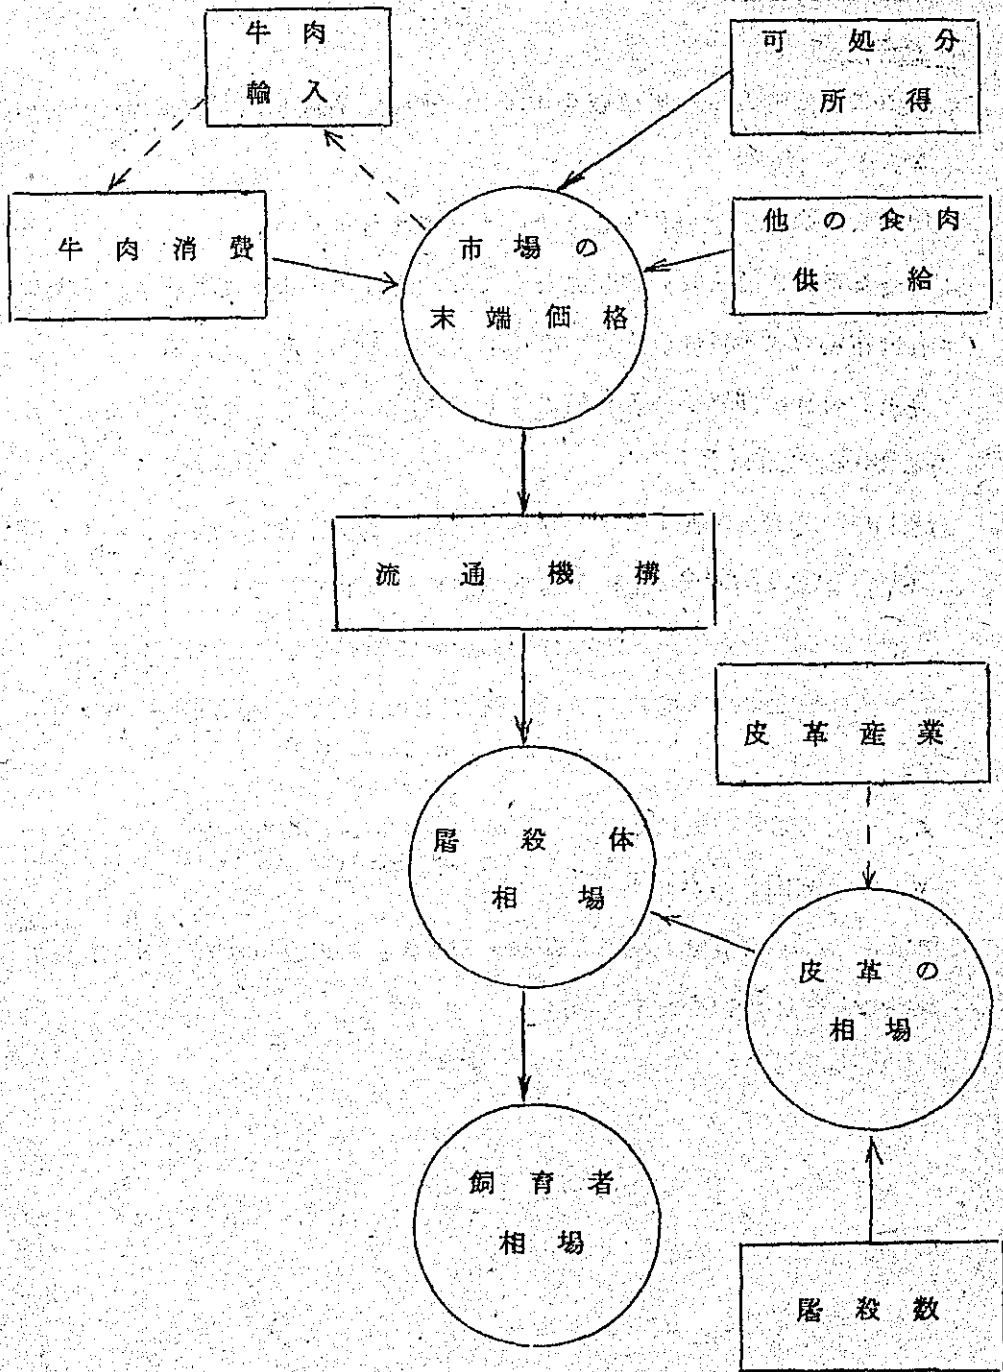 牛肉
輸入
可処分
所得
牛肉消費
市場の
末端価格
他の食肉
供給
流通機構
皮革産業
屠殺体
相場
皮革の
相場
飼育者
相場
屠殺数